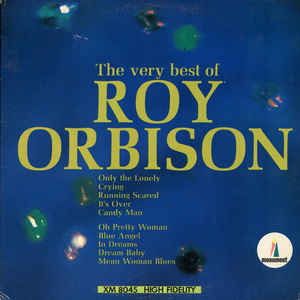 The very best of
ROY
ORBISON
Only the Lonely
Crying
Running Scared
It's Over
Candy Man
Oh Pretty Woman
Blue Angel
In Dreams
Dream Baby
Mean Woman Blues
monument
XM 8045 HIGH FIDELITY